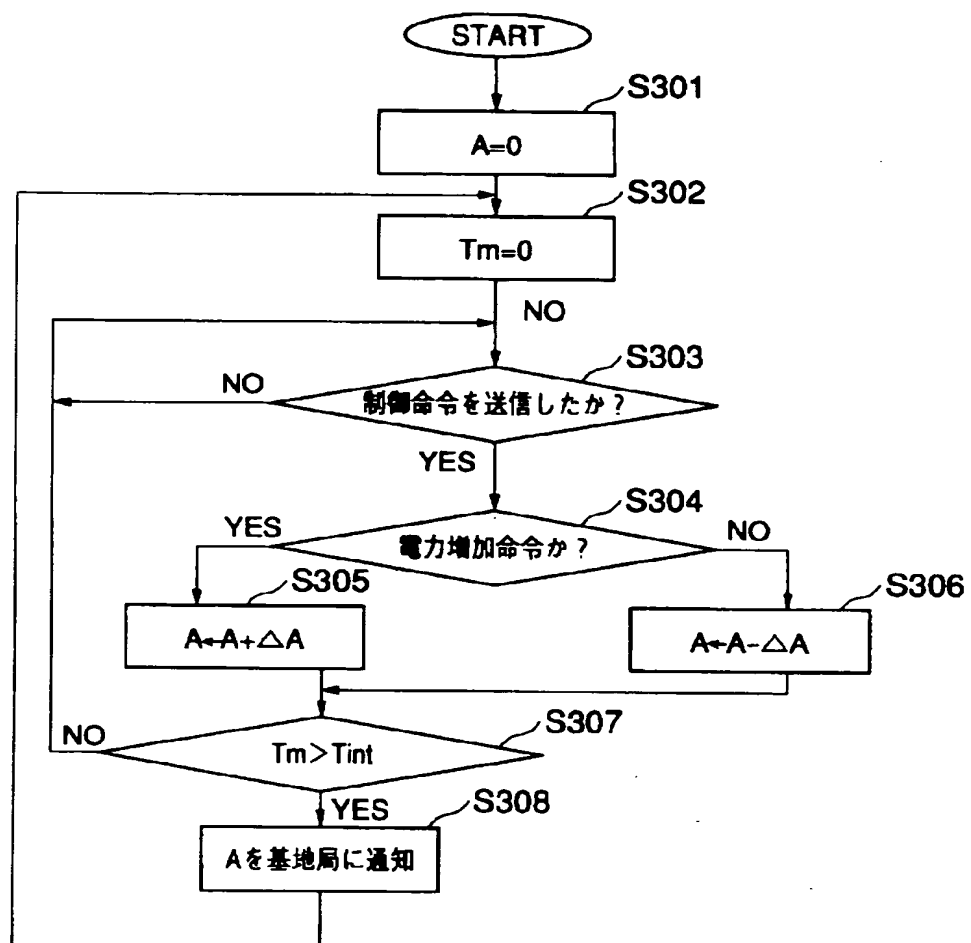 START
S301
A=0
S302
Tm=0
NO
S303
NO
制御命令を送信したか?
YES
S304
YES
NO
電力増加命令か?
S305
S306
A←A+△A
A←A-△A
S307
NO
Tm>Tint
YES
S308
Aを基地局に通知